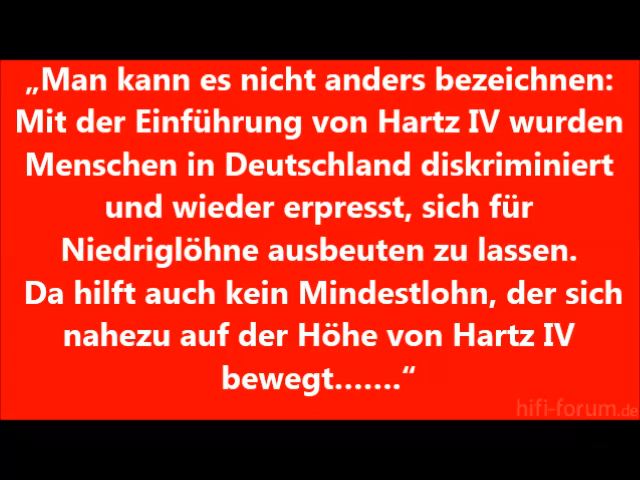 „Man kann es nicht anders bezeichnen:
Mit der Einführung von Hartz IV wurden
Menschen in Deutschland diskriminiert
und wieder erpresst, sich für
Niedriglöhne ausbeuten zu lassen.
Da hilft auch kein Mindestlohn, der sich
nahezu auf der Höhe von Hartz IV
bewegt.......“
hifi-forum.de